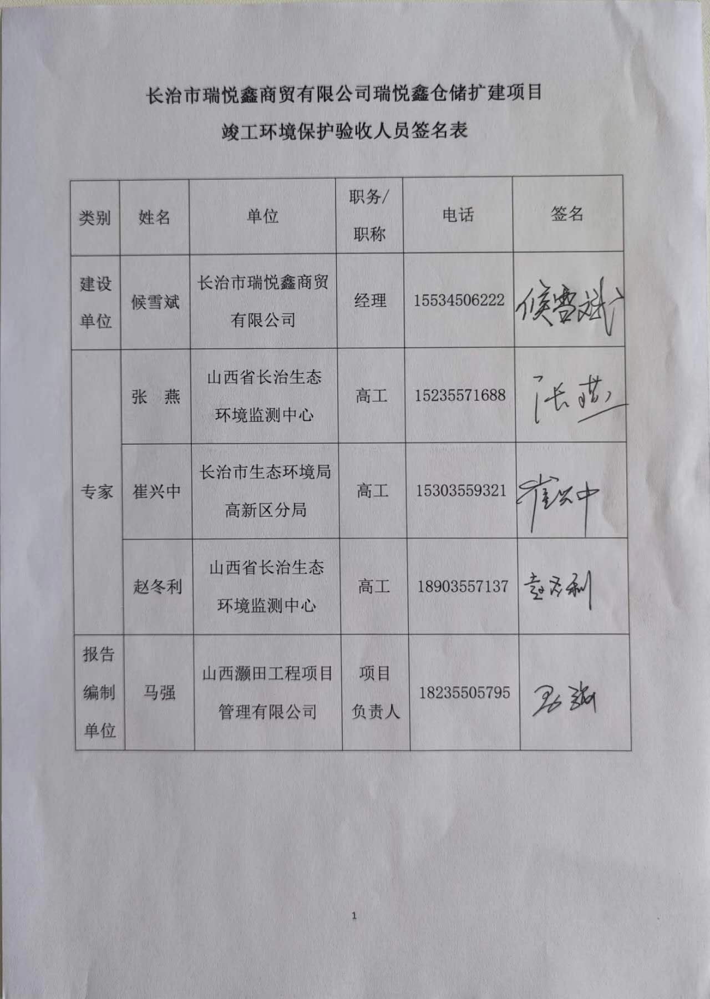 长治市瑞悦鑫商贸有限公司瑞悦鑫仓储扩建项目
竣工环境保护验收人员签名表
类别 姓名 单位 职务/
职称 电话 签名
建设
单位 候雪斌 长治市瑞悦鑫商贸
有限公司 经理 15534506222 候雪斌
专家 张 燕 山西省长治生态
环境监测中心 高工 15235571688 张燕
崔兴中 长治市生态环境局
高新区分局 高工 15303559321 崔兴中
赵冬利 山西省长治生态
环境监测中心 高工 18903557137 赵冬利
报告
编制
单位 马强 山西灏田工程项目
管理有限公司 项目
负责人 18235505795 马强
1